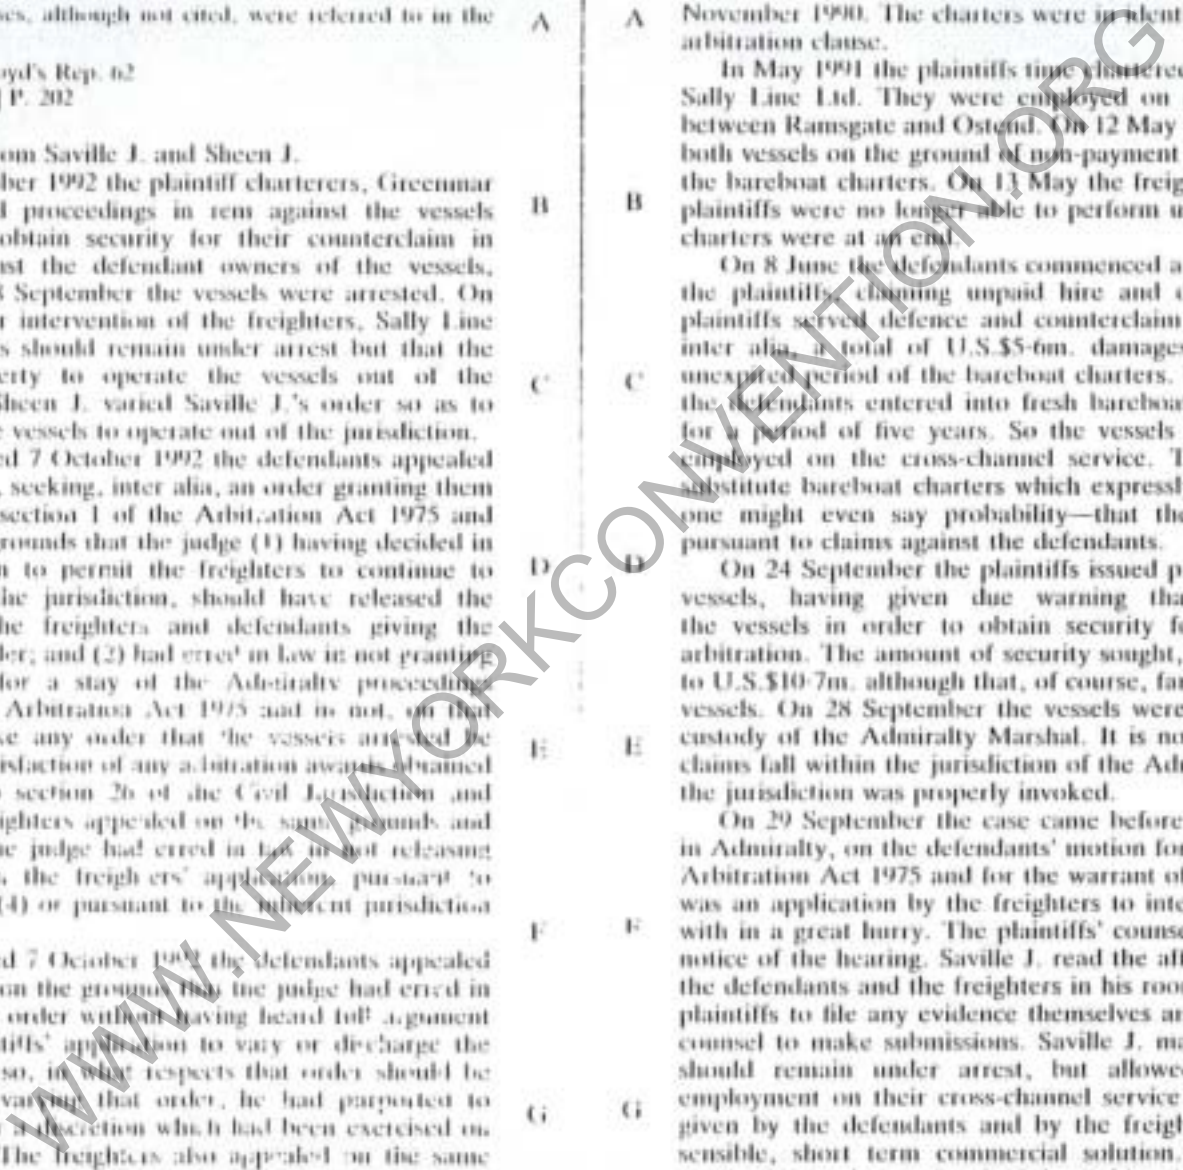 es, although not cited, were referred to in the
oyd's Rep. 62
P. 202
om Saville J. and Sheen J.
ber 1992 the plaintiff charterers, Greenmar
d proceedings in rem against the vessels
obtain security for their counterclaim in
nst the defendant owners of the vessels,
8 September the vessels were arrested. On
r intervention of the freighters, Sally Line
s should remain under arrest but that the
erty to operate the vessels out of the
Sheen J. varied Saville J.'s order so as to
e vessels to operate out of the jurisdiction.
ed 7 October 1992 the defendants appealed
, seeking, inter alia, an order granting them
section 1 of the Arbitration Act 1975 and
rounds that the judge (1) having decided in
n to permit the freighters to continue to
he jurisdiction, should have released the
he freighters and defendants giving the
der; and (2) had erred in law in not granting
for a stay of the Admiralty proceedings
Arbitration Act 1975 and in not, on that
ke any order that the vessels arrested be
isfaction of any arbitration awards obtained
o section 26 of the Civil Jurisdiction and
ighters appealed on the same grounds and
he judge had erred in law in not releasing
the freighters' application, pursuant to
(4) or pursuant to the inherent jurisdiction
ed 7 October 1992 the defendants appealed
on the grounds that the judge had erred in
order without having heard full argument
tiffs' application to vary or discharge the
so, in what respects that order should be
varying that order, he had purported to
a discretion which had been exercised on
The freighters also appealed on the same
A
B
C
D
E
F
G
A
B
C
D
E
F
G
November 1990. The charters were in ident
arbitration clause.
In May 1991 the plaintiffs time chartered
Sally Line Ltd. They were employed on
between Ramsgate and Ostend. On 12 May
both vessels on the ground of non-payment
the bareboat charters. On 13 May the freig
plaintiffs were no longer able to perform u
charters were at an end.
On 8 June the defendants commenced a
the plaintiffs, claiming unpaid hire and
plaintiffs served defence and counterclaim
inter alia, a total of U.S.$5·6m. damages
unexpired period of the bareboat charters.
the defendants entered into fresh bareboa
for a period of five years. So the vessels
employed on the cross-channel service. T
substitute bareboat charters which expressl
one might even say probability—that the
pursuant to claims against the defendants.
On 24 September the plaintiffs issued p
vessels, having given due warning tha
the vessels in order to obtain security fo
arbitration. The amount of security sought,
to U.S.$10·7m. although that, of course, far
vessels. On 28 September the vessels were
custody of the Admiralty Marshal. It is no
claims fall within the jurisdiction of the Ad
the jurisdiction was properly invoked.
On 29 September the case came before
in Admiralty, on the defendants' motion for
Arbitration Act 1975 and for the warrant of
was an application by the freighters to inte
with in a great hurry. The plaintiffs' counse
notice of the hearing. Saville J. read the aff
the defendants and the freighters in his roo
plaintiffs to file any evidence themselves an
counsel to make submissions. Saville J. ma
should remain under arrest, but allowe
employment on their cross-channel service
given by the defendants and by the freigh
sensible, short term commercial solution.
WWW.NEWYORKCONVENTION.ORG